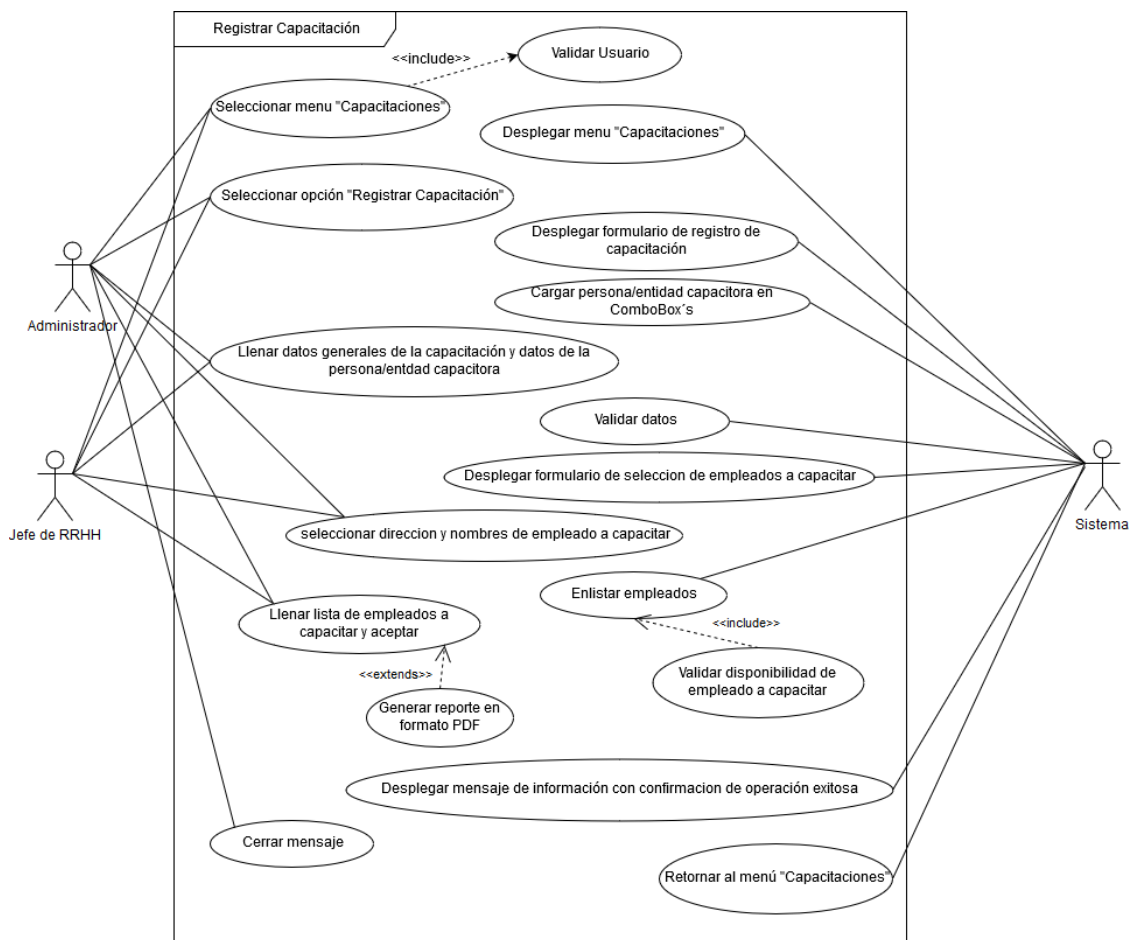 Registrar Capacitación
Validar Usuario
<<include>>
Seleccionar menu "Capacitaciones"
Desplegar menu "Capacitaciones"
Seleccionar opción "Registrar Capacitación"
Desplegar formulario de registro de
capacitación
Cargar persona/entidad capacitora en
ComboBox´s
Administrador
Llenar datos generales de la capacitación y datos de la
persona/entdad capacitora
Validar datos
Desplegar formulario de seleccion de empleados a capacitar
Jefe de RRHH
Sistema
seleccionar direccion y nombres de empleado a capacitar
Enlistar empleados
Llenar lista de empleados a
capacitar y aceptar
<<include>>
<<extends>>
Validar disponibilidad de
empleado a capacitar
Generar reporte en
formato PDF
Desplegar mensaje de información con confirmacion de operación exitosa
Cerrar mensaje
Retornar al menú "Capacitaciones"